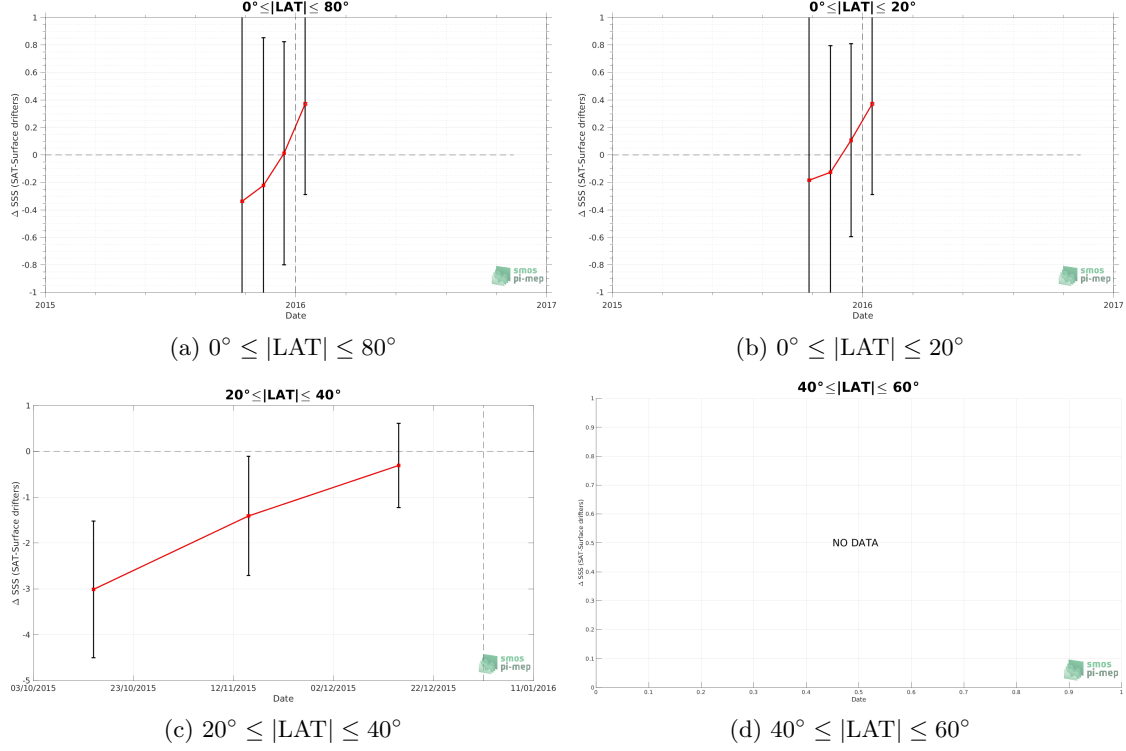 0°≤|LAT|≤ 80°
1
0.8
0.6
0.4
0.2
0
-0.2
-0.4
-0.6
-0.8
-1
Δ SSS (SAT-Surface drifters)
2015
2016
2017
Date
smos
pi-mep
(a) 0° ≤ |LAT| ≤ 80°
0°≤|LAT|≤ 20°
1
0.8
0.6
0.4
0.2
0
-0.2
-0.4
-0.6
-0.8
-1
Δ SSS (SAT-Surface drifters)
2015
2016
2017
Date
smos
pi-mep
(b) 0° ≤ |LAT| ≤ 20°
20°≤|LAT|≤ 40°
1
0
-1
-2
-3
-4
-5
Δ SSS (SAT-Surface drifters)
03/10/2015
23/10/2015
12/11/2015
02/12/2015
22/12/2015
11/01/2016
Date
smos
pi-mep
(c) 20° ≤ |LAT| ≤ 40°
40°≤|LAT|≤ 60°
1
0.9
0.8
0.7
0.6
0.5
0.4
0.3
0.2
0.1
0
Δ SSS (SAT-Surface drifters)
NO DATA
0
0.1
0.2
0.3
0.4
0.5
0.6
0.7
0.8
0.9
1
Date
smos
pi-mep
(d) 40° ≤ |LAT| ≤ 60°